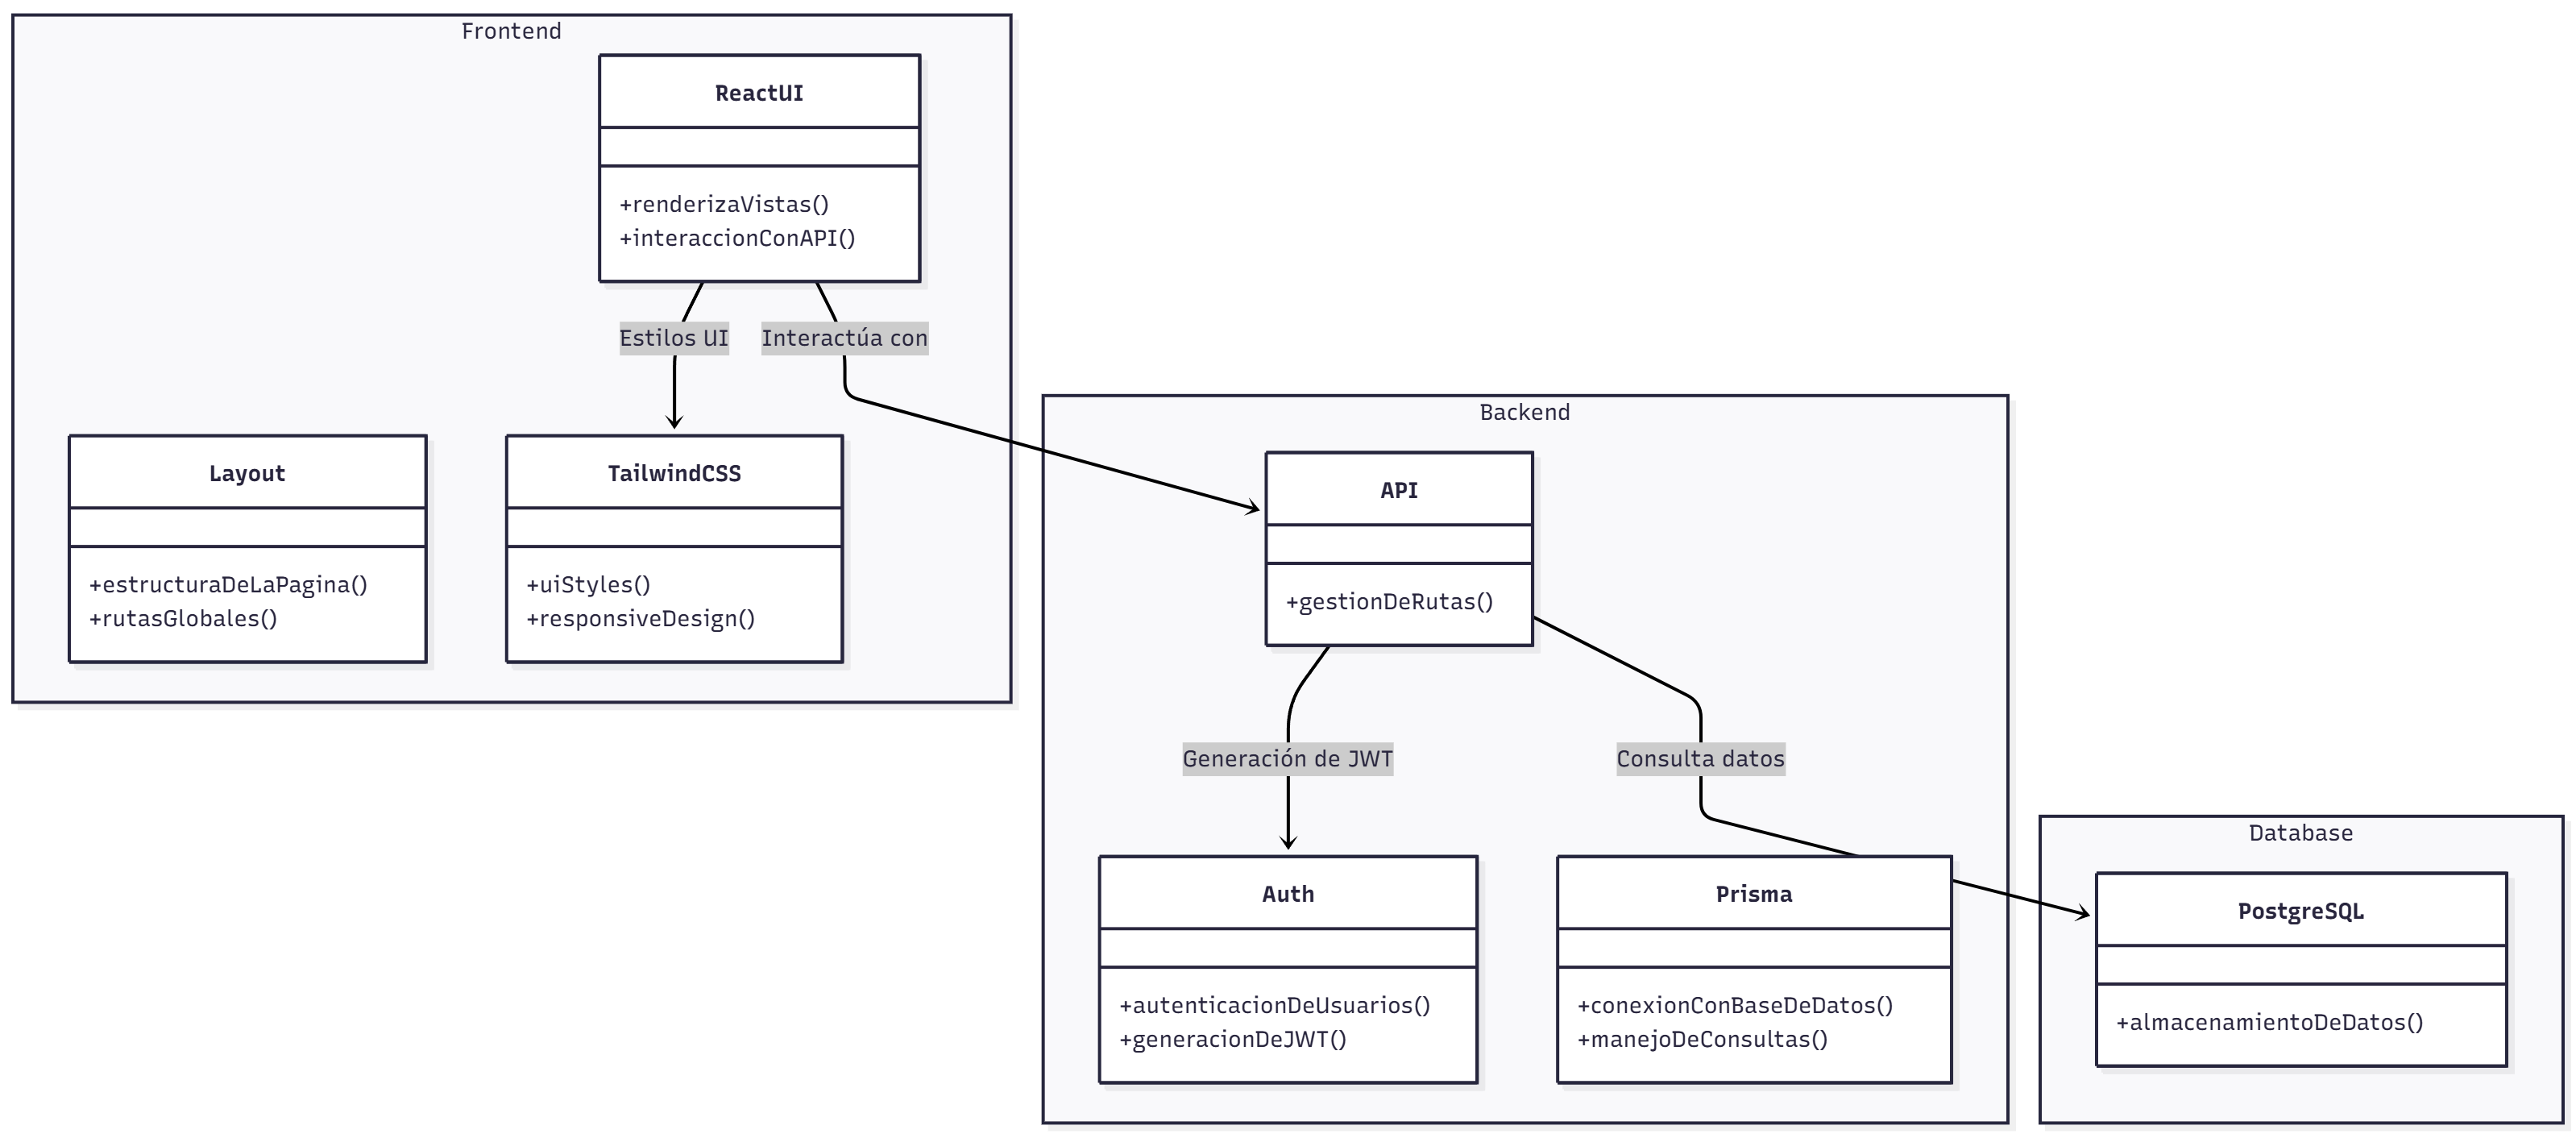 Frontend
ReactUI
+renderizaVistas()
+interaccionConAPI()
Estilos UI
Interactúa con
Layout
+estructuraDeLaPagina()
+rutasGlobales()
TailwindCSS
+uiStyles()
+responsiveDesign()
Backend
API
+gestionDeRutas()
Generación de JWT
Consulta datos
Auth
+autenticacionDeUsuarios()
+generacionDeJWT()
Prisma
+conexionConBaseDeDatos()
+manejoDeConsultas()
Database
PostgreSQL
+almacenamientoDeDatos()